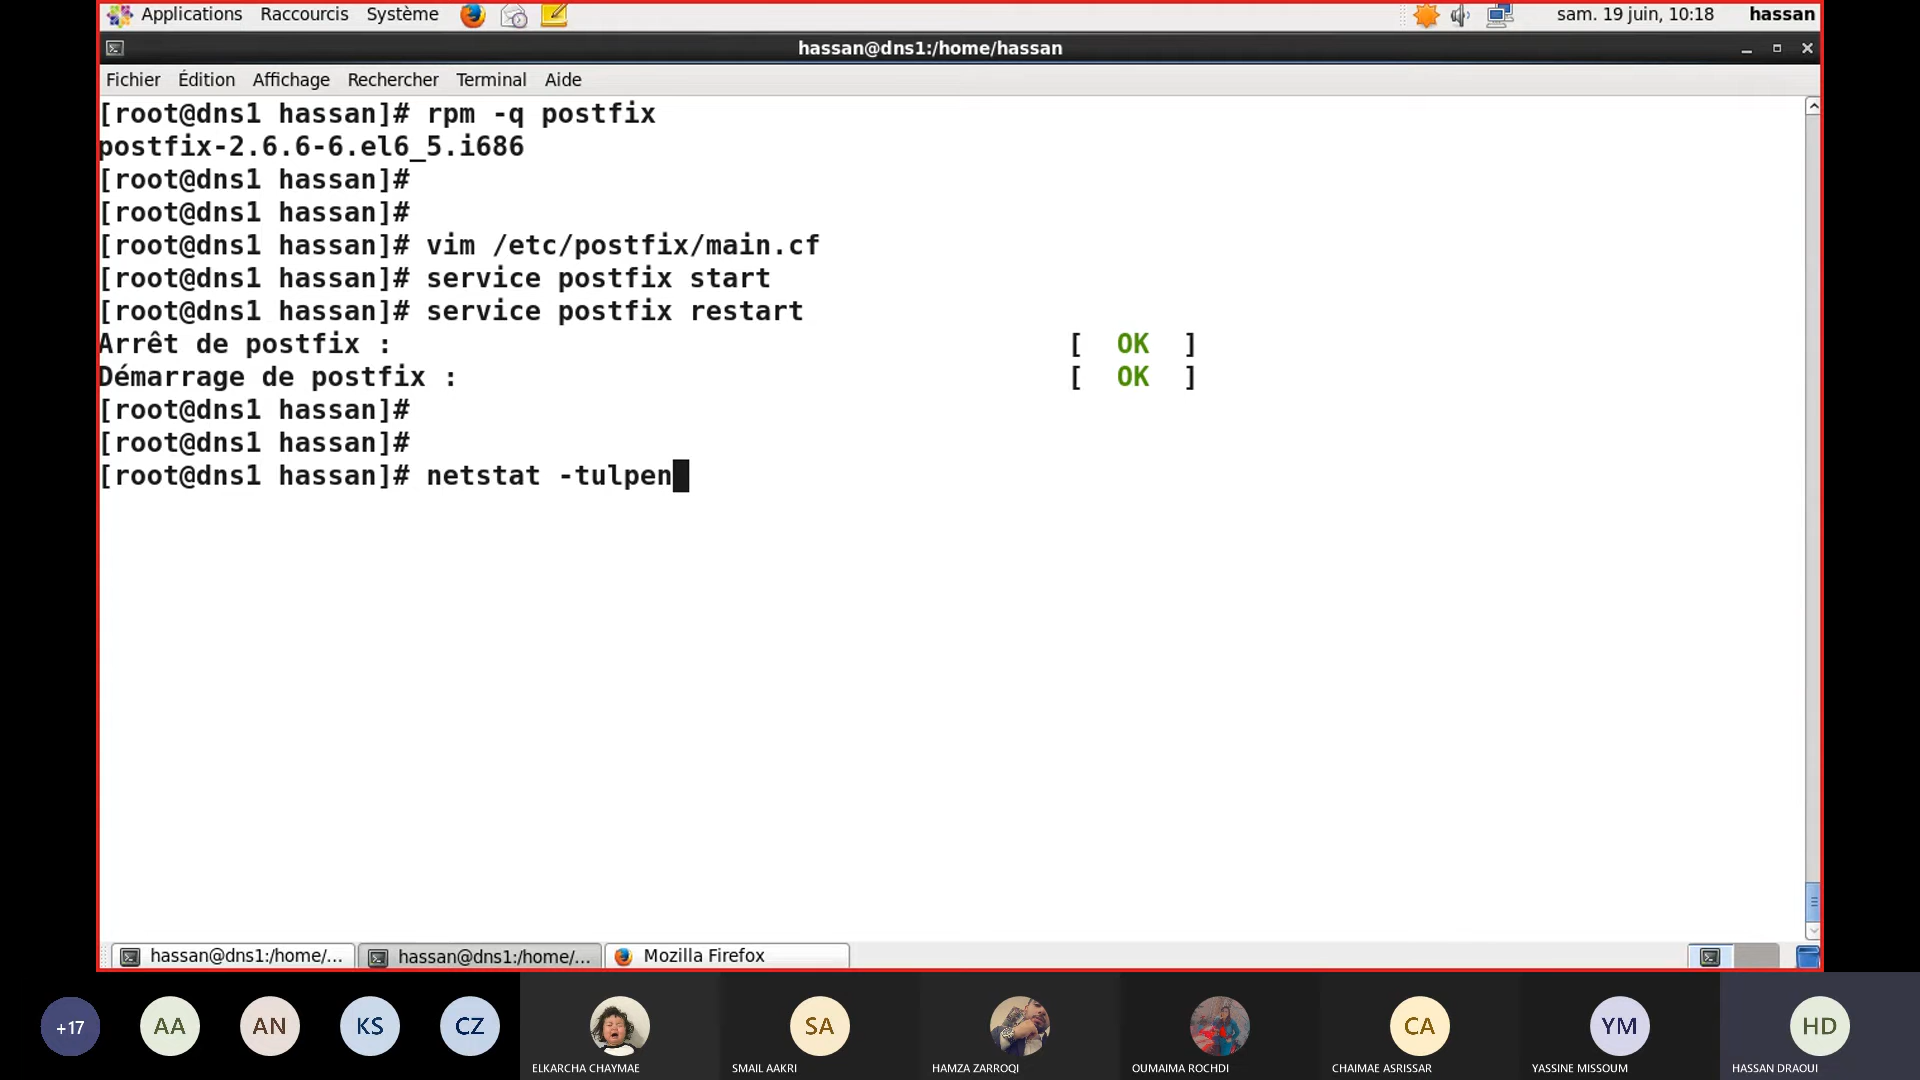 Applications Raccourcis Système sam. 19 juin, 10:18 hassan
hassan@dns1:/home/hassan
Fichier Édition Affichage Rechercher Terminal Aide
[root@dns1 hassan]# rpm -q postfix
postfix-2.6.6-6.el6_5.i686
[root@dns1 hassan]#
[root@dns1 hassan]#
[root@dns1 hassan]# vim /etc/postfix/main.cf
[root@dns1 hassan]# service postfix start
[root@dns1 hassan]# service postfix restart
Arrêt de postfix : [ OK ]
Démarrage de postfix : [ OK ]
[root@dns1 hassan]#
[root@dns1 hassan]#
[root@dns1 hassan]# netstat -tulpen
hassan@dns1:/home/... hassan@dns1:/home/... Mozilla Firefox
+17 AA AN KS CZ SA CA YM HD
ELKARCHA CHAYMAE SMAIL AAKRI HAMZA ZARROQI OUMAIMA ROCHDI CHAIMAE ASRISSAR YASSINE MISSOUM HASSAN DRAOUI